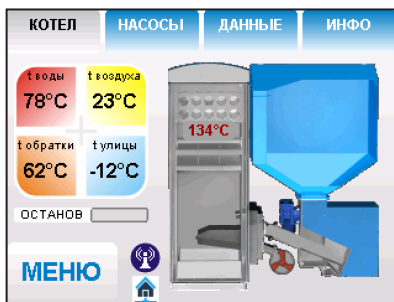 КОТЕЛ НАСОСЫ ДАННЫЕ ИНФО
t воды t воздуха
78°C 23°C
134°C
t обратки t улицы
62°C -12°C
ОСТАНОВ
МЕНЮ